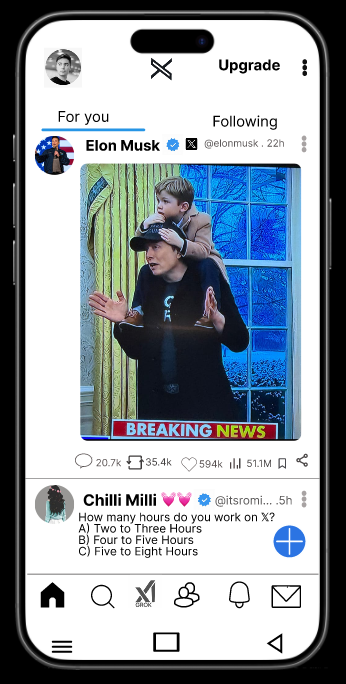 Upgrade
For you
Following
Elon Musk @elonmusk . 22h
BREAKING NEWS
20.7k 35.4k 594k 51.1M
Chilli Milli 💓💓 @itsromi... .5h
How many hours do you work on 𝕏?
A) Two to Three Hours
B) Four to Five Hours
C) Five to Eight Hours
GROK